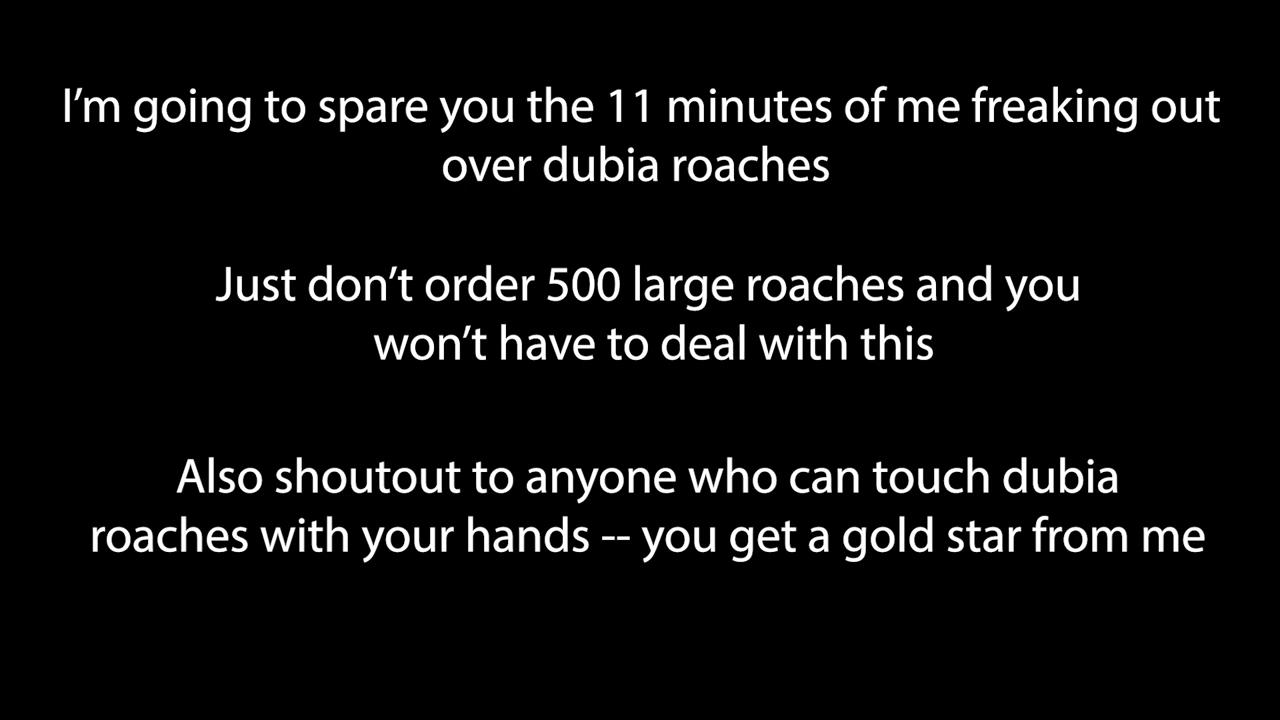 I’m going to spare you the 11 minutes of me freaking out
over dubia roaches
Just don’t order 500 large roaches and you
won’t have to deal with this
Also shoutout to anyone who can touch dubia
roaches with your hands -- you get a gold star from me